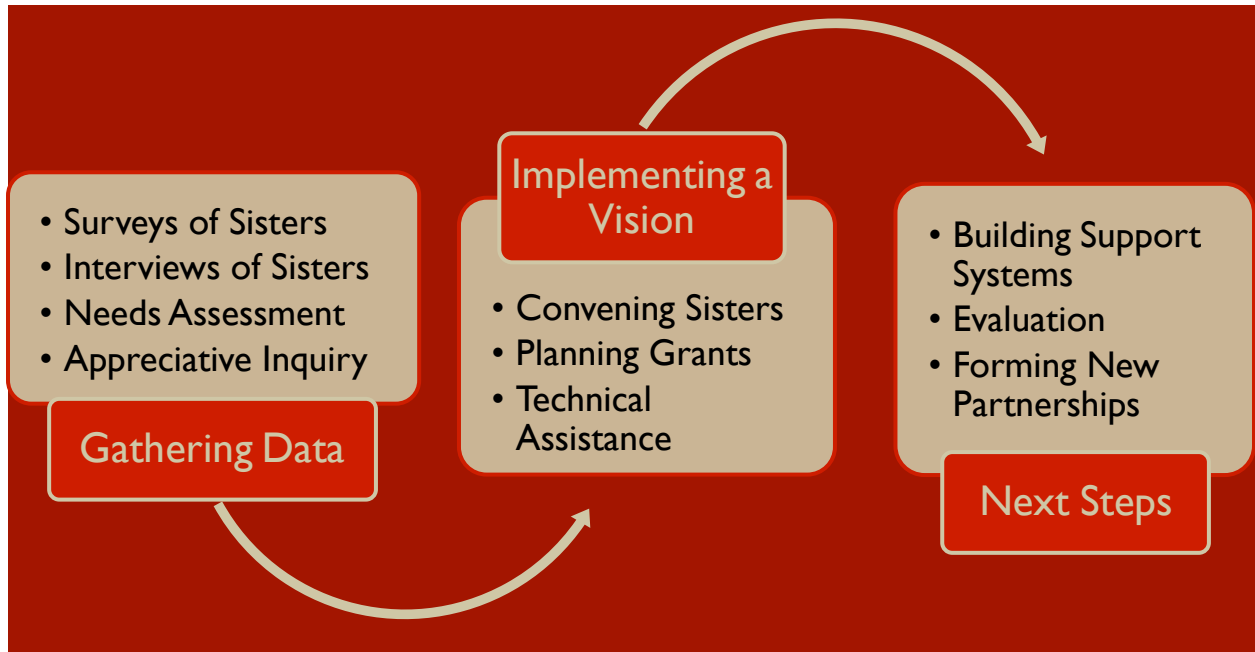 • Surveys of Sisters
• Interviews of Sisters
• Needs Assessment
• Appreciative Inquiry
Gathering Data
Implementing a
Vision
• Convening Sisters
• Planning Grants
• Technical
Assistance
• Building Support
Systems
• Evaluation
• Forming New
Partnerships
Next Steps